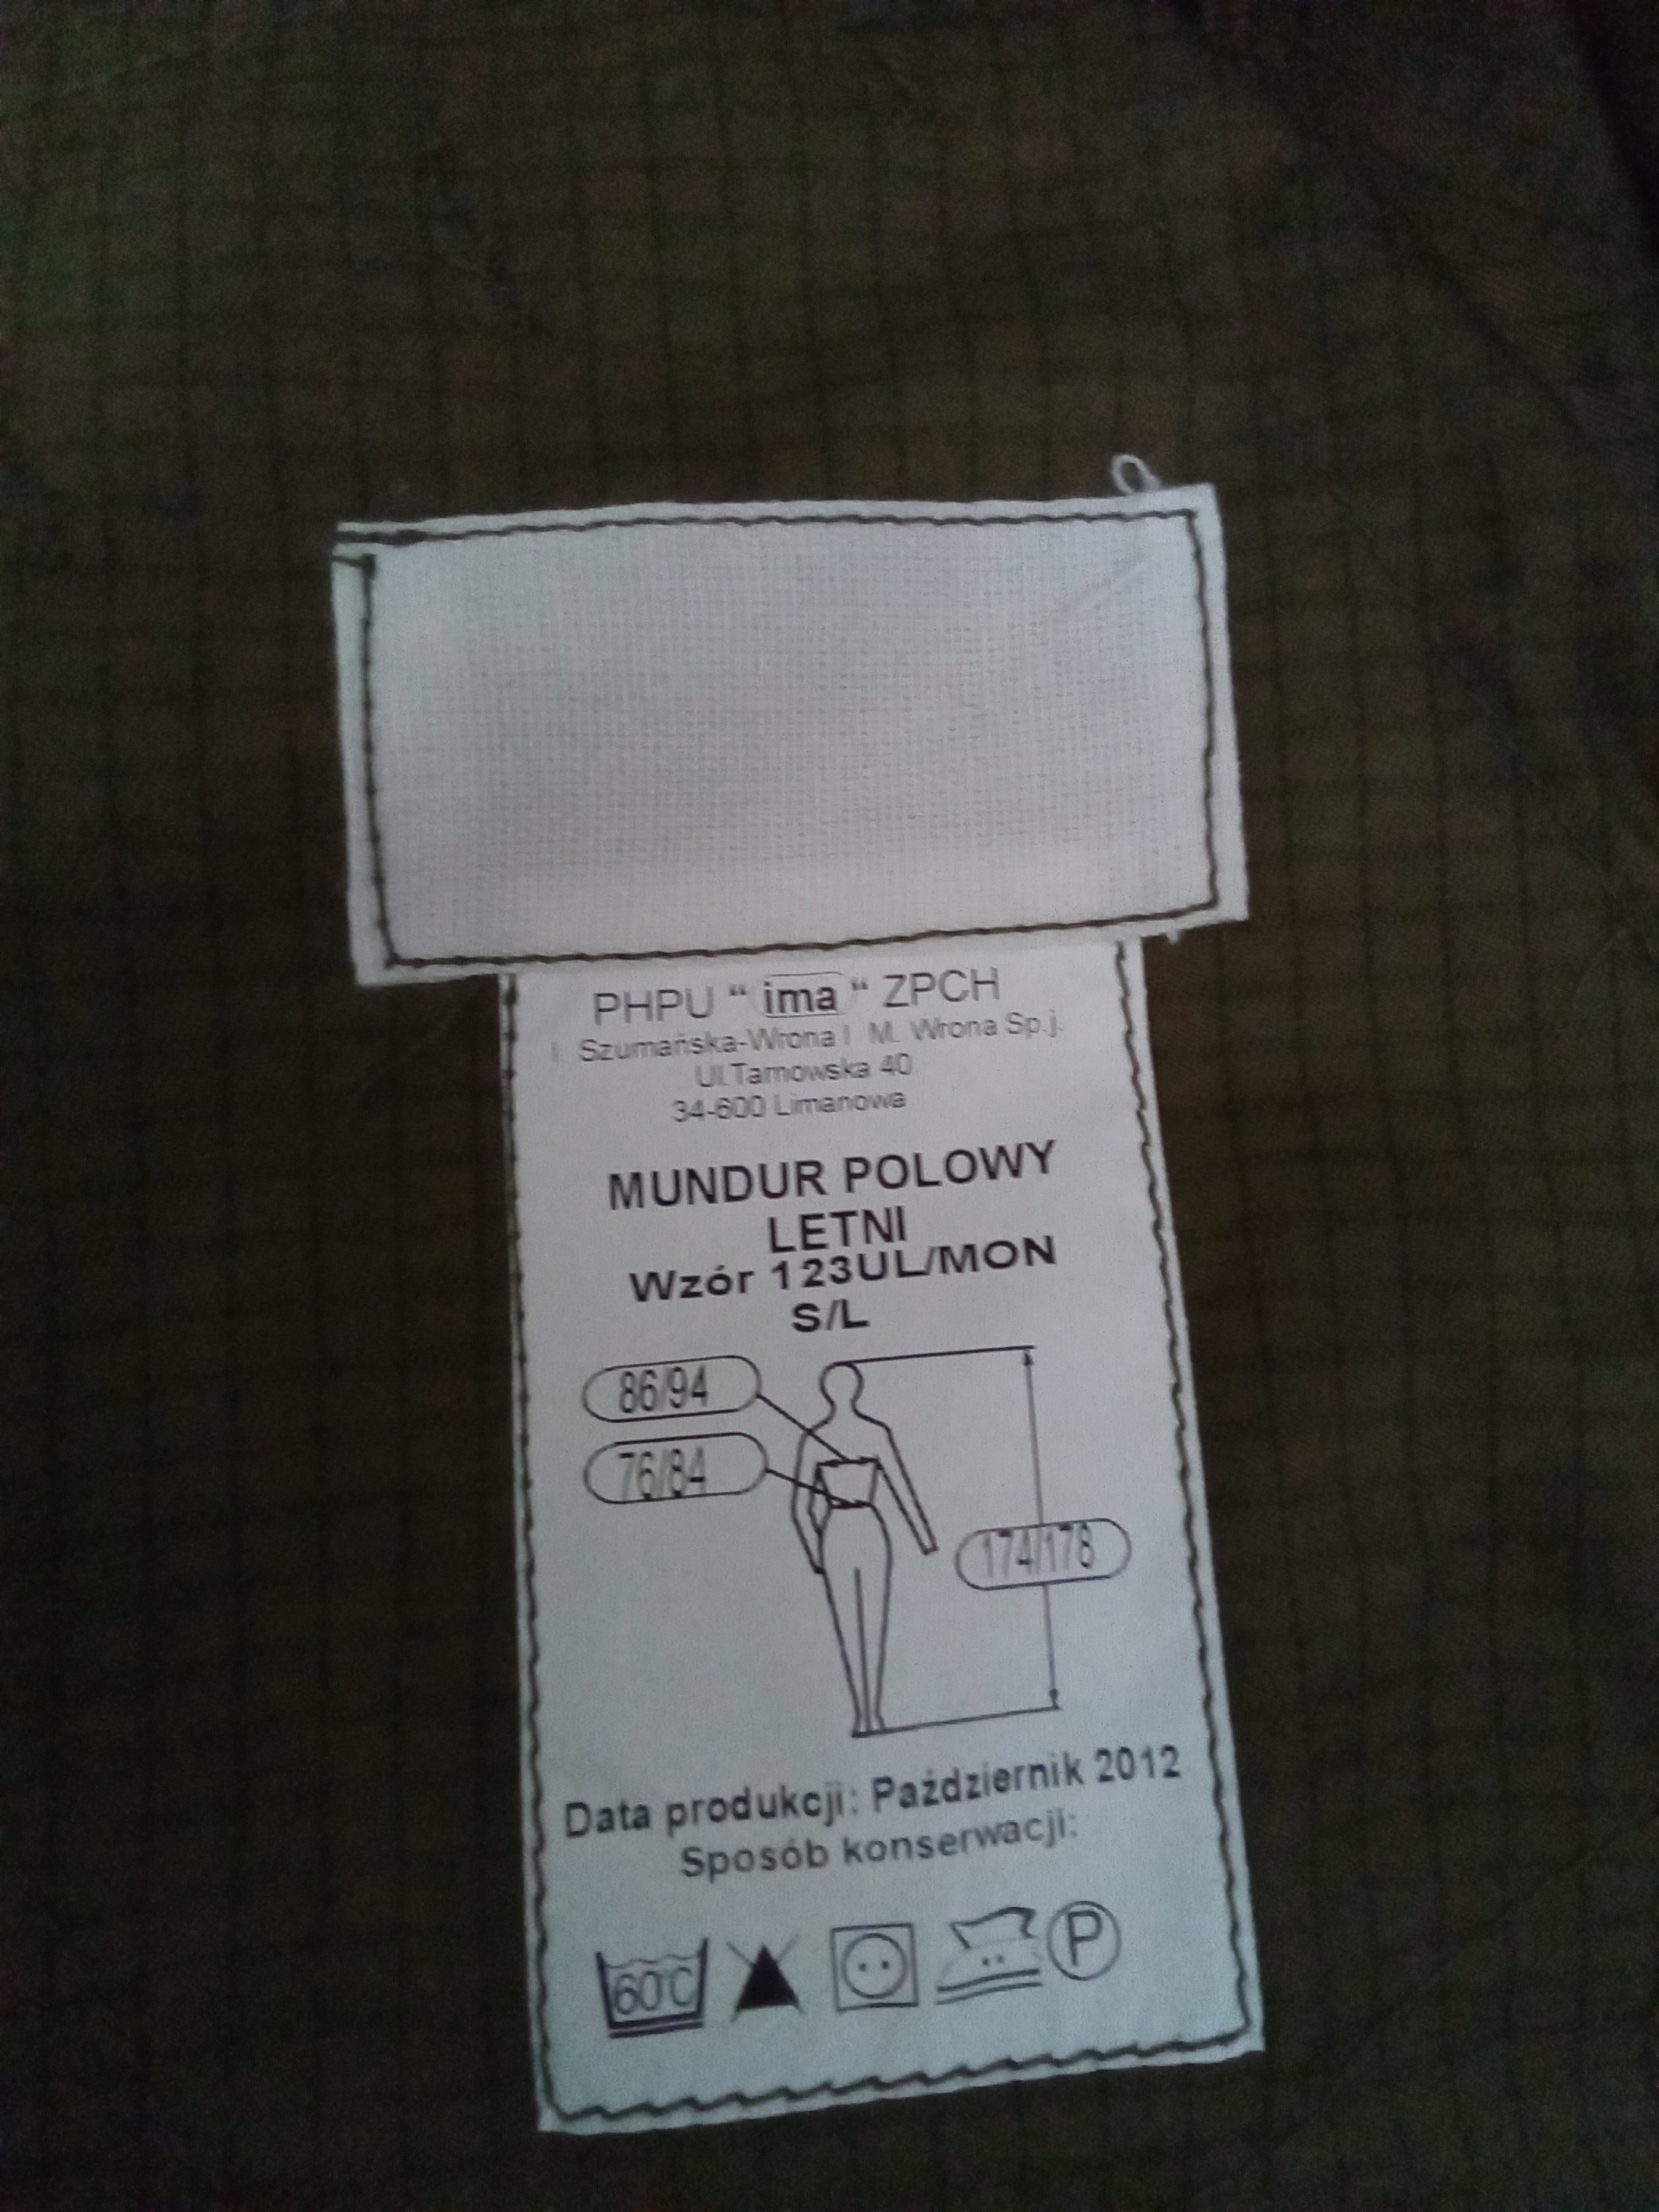 PHPU “ ima “ ZPCH
I. Szumańska-Wrona I M. Wrona Sp.j.
Ul.Tarnowska 40
34-600 Limanowa
MUNDUR POLOWY
LETNI
Wzór 123UL/MON
S/L
86/94
76/84
174/178
Data produkcji: Październik 2012
Sposób konserwacji:
60°C
P